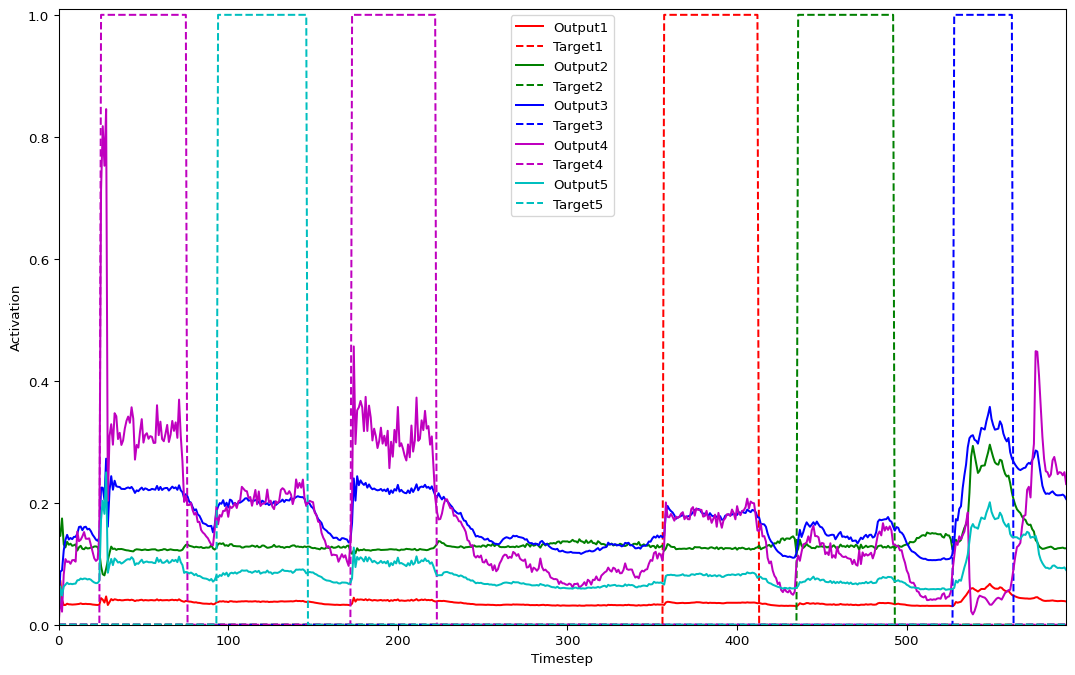 1.0
0.8
0.6
0.4
0.2
0.0
Activation
0
100
200
300
400
500
Timestep
Output1
Target1
Output2
Target2
Output3
Target3
Output4
Target4
Output5
Target5